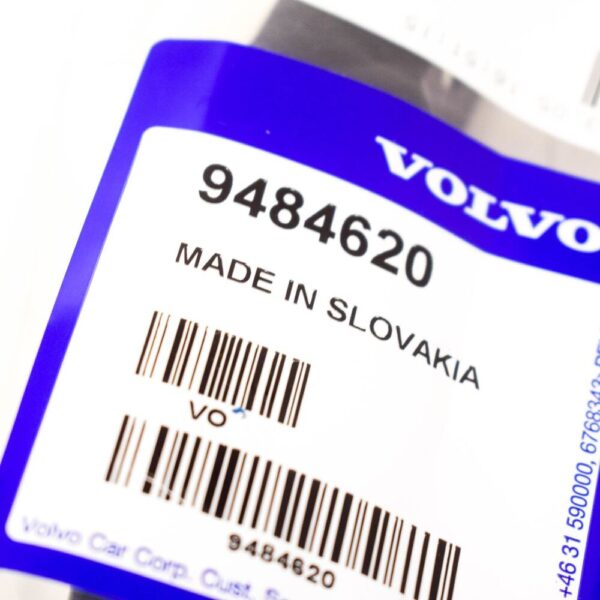 VOLVO
9484620
MADE IN SLOVAKIA
VO
9484620
Volvo Car Corp. Cust.
+46 31 590000, 6768343>